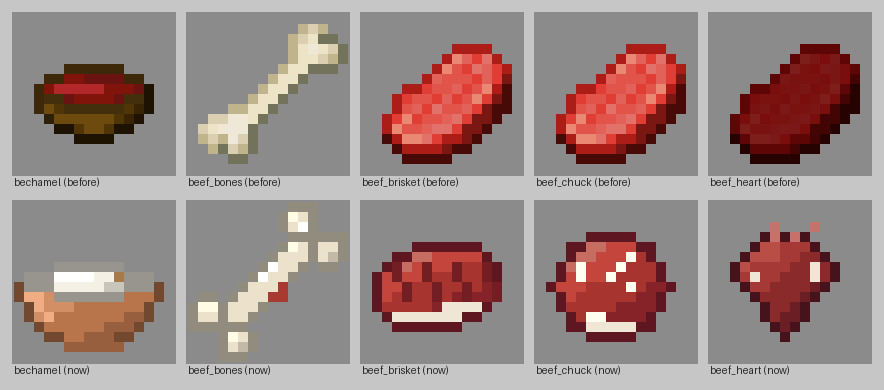 bechamel (before)
beef_bones (before)
beef_brisket (before)
beef_chuck (before)
beef_heart (before)
bechamel (now)
beef_bones (now)
beef_brisket (now)
beef_chuck (now)
beef_heart (now)